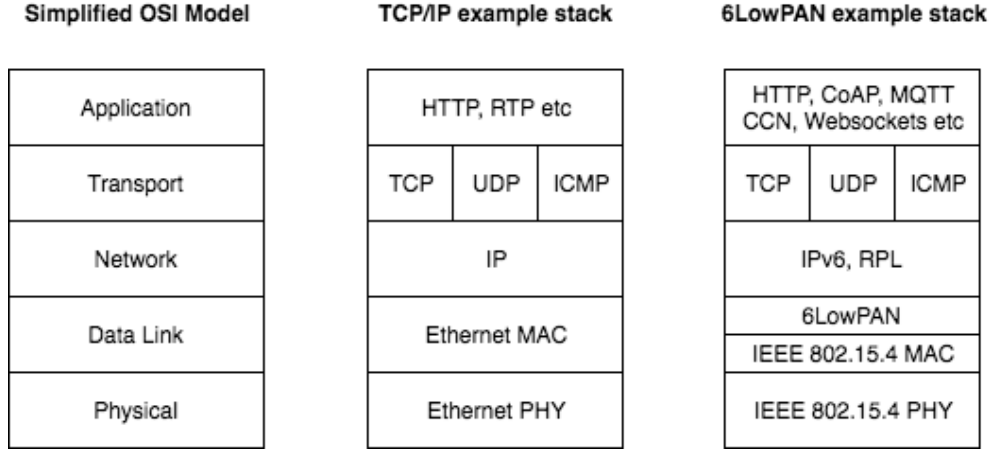 Simplified OSI Model
TCP/IP example stack
6LowPAN example stack
Application
HTTP, RTP etc
HTTP, CoAP, MQTT
CCN, Websockets etc
Transport
TCP
UDP
ICMP
TCP
UDP
ICMP
Network
IP
IPv6, RPL
Data Link
Ethernet MAC
6LowPAN
IEEE 802.15.4 MAC
Physical
Ethernet PHY
IEEE 802.15.4 PHY